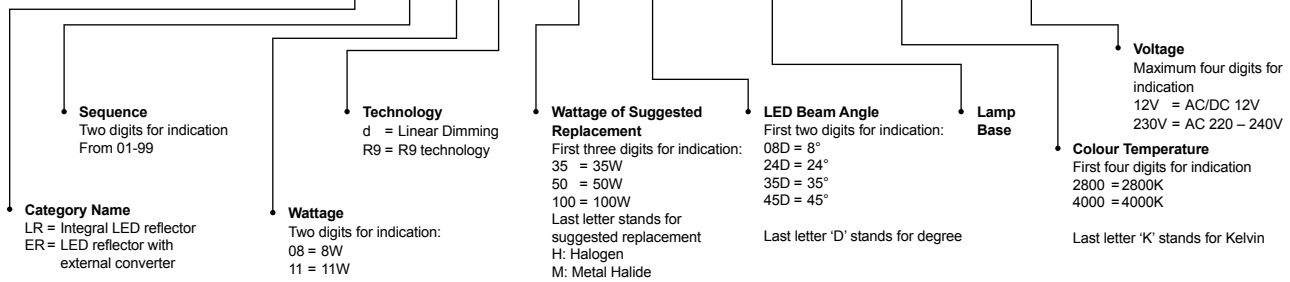 Category Name
LR = Integral LED reflector
ER = LED reflector with
external converter
Sequence
Two digits for indication
From 01-99
Wattage
Two digits for indication:
08 = 8W
11 = 11W
Technology
d = Linear Dimming
R9 = R9 technology
Wattage of Suggested
Replacement
First three digits for indication:
35 = 35W
50 = 50W
100 = 100W
Last letter stands for
suggested replacement
H: Halogen
M: Metal Halide
LED Beam Angle
First two digits for indication:
08D = 8°
24D = 24°
35D = 35°
45D = 45°
Last letter ‘D’ stands for degree
Lamp
Base
Colour Temperature
First four digits for indication
2800 =2800K
4000 =4000K
Last letter ‘K’ stands for Kelvin
Voltage
Maximum four digits for
indication
12V = AC/DC 12V
230V = AC 220 – 240V